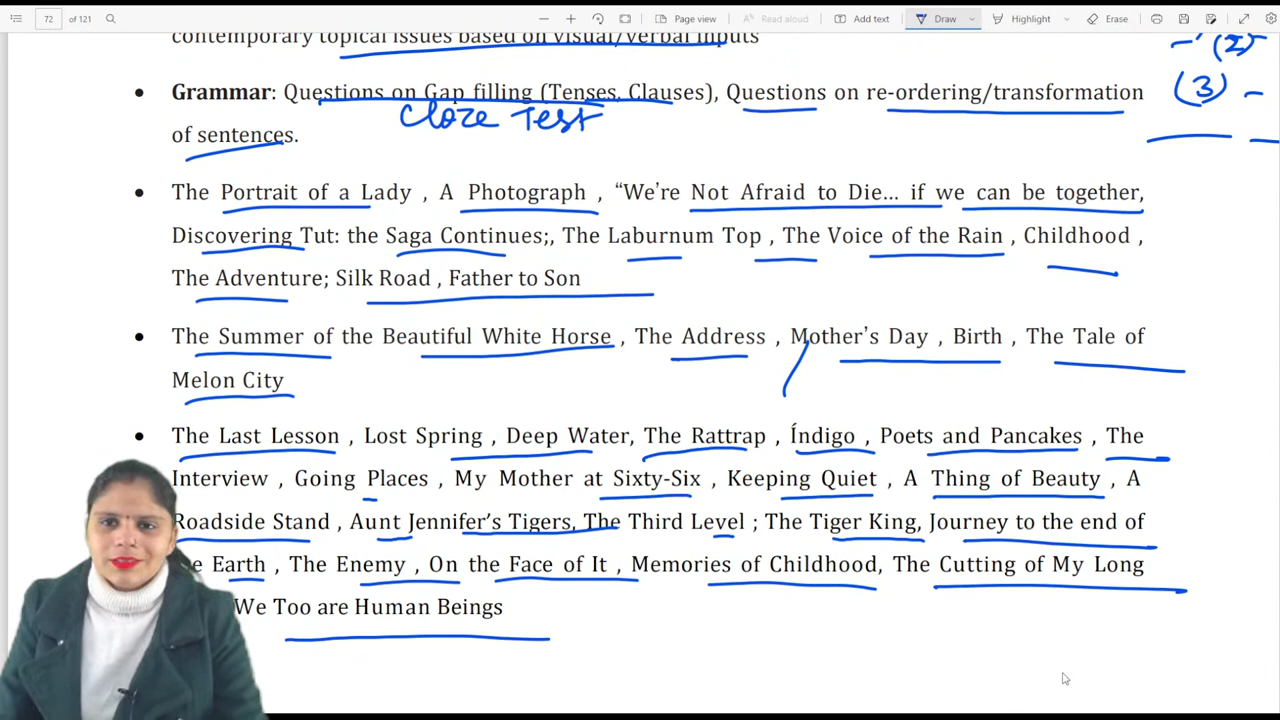 72 of 121 Page view Read aloud Add text Draw Highlight Erase
contemporary topical issues based on visual/verbal inputs
(2)
• Grammar: Questions on Gap filling (Tenses, Clauses), Questions on re-ordering/transformation
(3) –
Cloze Test
of sentences.
• The Portrait of a Lady , A Photograph , “We’re Not Afraid to Die… if we can be together,
Discovering Tut: the Saga Continues;, The Laburnum Top , The Voice of the Rain , Childhood ,
The Adventure; Silk Road , Father to Son
• The Summer of the Beautiful White Horse , The Address , Mother’s Day , Birth , The Tale of
Melon City
• The Last Lesson , Lost Spring , Deep Water, The Rattrap , Índigo , Poets and Pancakes , The
Interview , Going Places , My Mother at Sixty-Six , Keeping Quiet , A Thing of Beauty , A
Roadside Stand , Aunt Jennifer’s Tigers, The Third Level ; The Tiger King, Journey to the end of
Earth , The Enemy , On the Face of It , Memories of Childhood, The Cutting of My Long
We Too are Human Beings